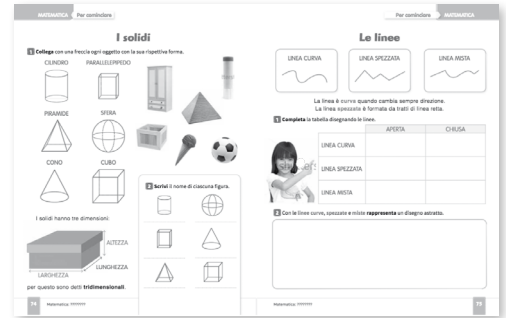 MATEMATICA Per cominciare
I solidi
1 Collega con una freccia ogni oggetto con la sua rispettiva forma.
CILINDRO PARALLELEPIPEDO
PIRAMIDE SFERA
CONO CUBO
I solidi hanno tre dimensioni:
ALTEZZA
LUNGHEZZA
LARGHEZZA
per questo sono detti tridimensionali.
2 Scrivi il nome di ciascuna figura.
74 Matematica: ???????
Per cominciare MATEMATICA
Le linee
LINEA CURVA LINEA SPEZZATA LINEA MISTA
La linea è curva quando cambia sempre direzione.
La linea spezzata è formata da tratti di linea retta.
1 Completa la tabella disegnando le linee.
APERTA CHIUSA
LINEA CURVA
LINEA SPEZZATA
LINEA MISTA
2 Con le linee curve, spezzate e miste rappresenta un disegno astratto.
Matematica: ??????? 75